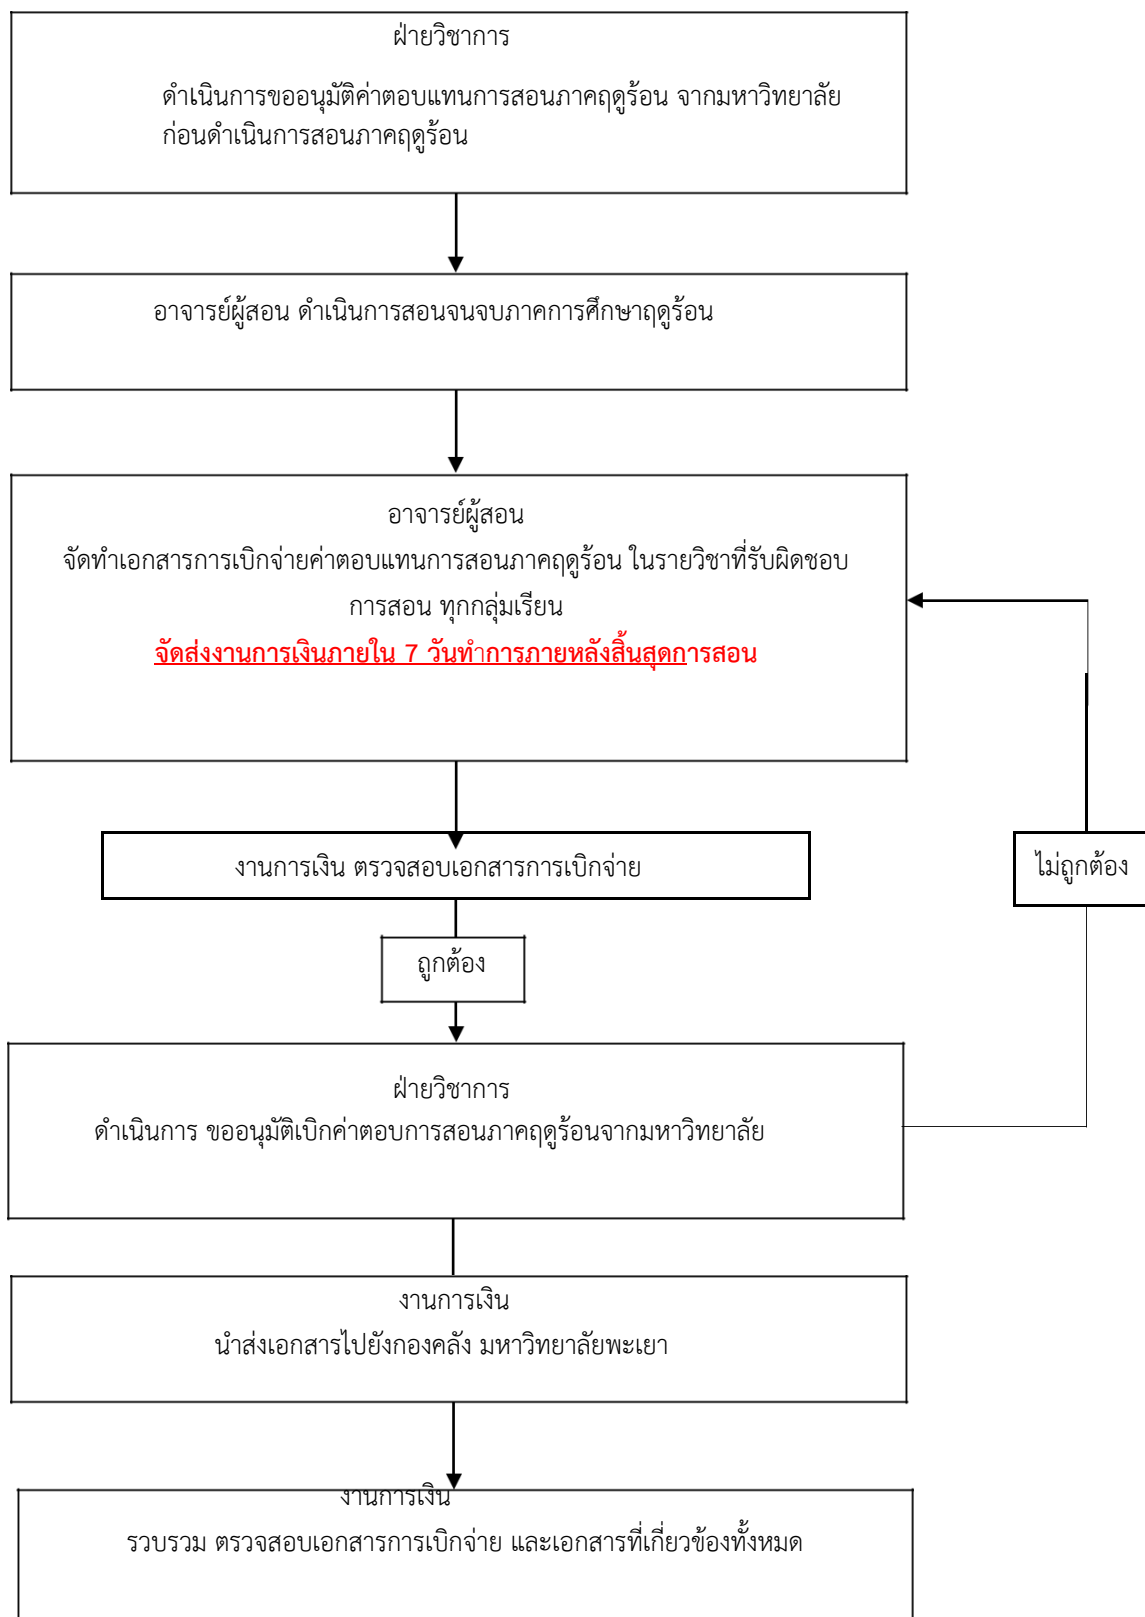 ฝ่ายวิชาการ
ดำเนินการขออนุมัติค่าตอบแทนการสอนภาคฤดูร้อน จากมหาวิทยาลัย
ก่อนดำเนินการสอนภาคฤดูร้อน
อาจารย์ผู้สอน ดำเนินการสอนจนจบภาคการศึกษาฤดูร้อน
อาจารย์ผู้สอน
จัดทำเอกสารการเบิกจ่ายค่าตอบแทนการสอนภาคฤดูร้อน ในรายวิชาที่รับผิดชอบ
การสอน ทุกกลุ่มเรียน
จัดส่งงานการเงินภายใน 7 วันทำการภายหลังสิ้นสุดการสอน
งานการเงิน ตรวจสอบเอกสารการเบิกจ่าย
ไม่ถูกต้อง
ถูกต้อง
ฝ่ายวิชาการ
ดำเนินการ ขออนุมัติเบิกค่าตอบการสอนภาคฤดูร้อนจากมหาวิทยาลัย
งานการเงิน
นำส่งเอกสารไปยังกองคลัง มหาวิทยาลัยพะเยา
งานการเงิน
รวบรวม ตรวจสอบเอกสารการเบิกจ่าย และเอกสารที่เกี่ยวข้องทั้งหมด